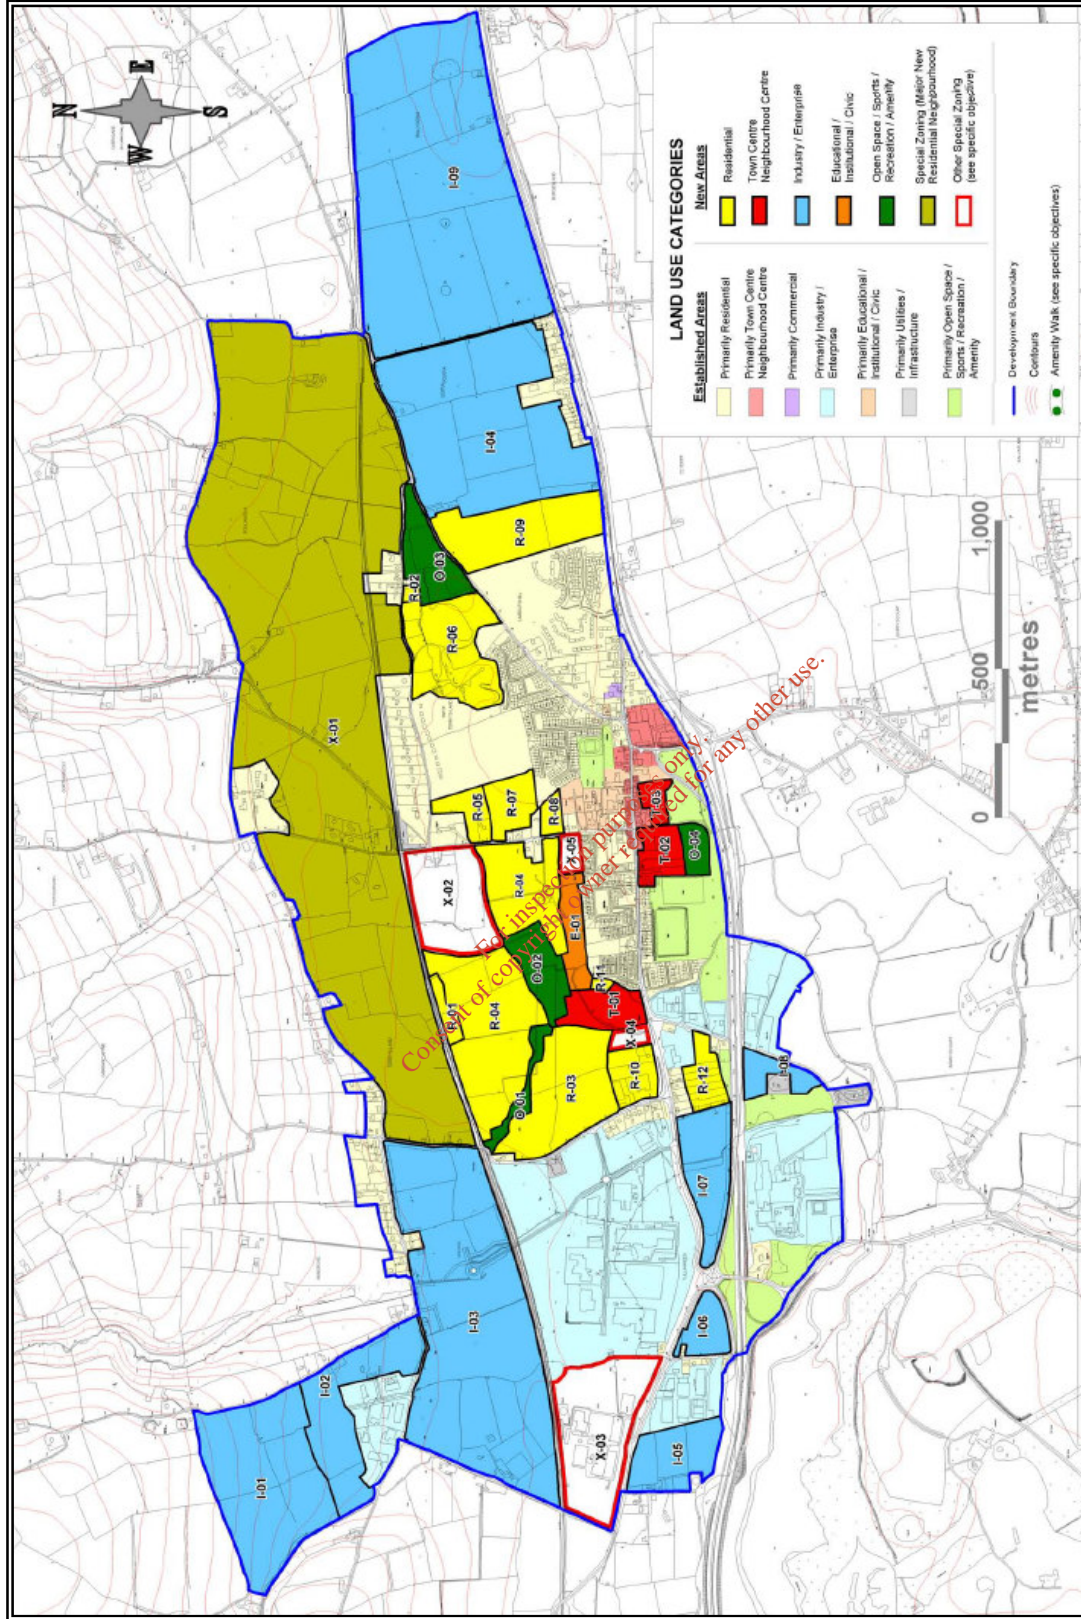 N
E
W
S
LAND USE CATEGORIES
Established Areas
Primarily Residential
Primarily Town Centre
Neighbourhood Centre
Primarily Commercial
Primarily Industry /
Enterprise
Primarily Educational /
Institutional / Civic
Primarily Utilities /
Infrastructure
Primarily Open Space /
Sports / Recreation /
Amenity
New Areas
Residential
Town Centre
Neighbourhood Centre
Industry / Enterprise
Educational /
Institutional / Civic
Open Space / Sports /
Recreation / Amenity
Special Zoning (Major New
Residential Neighbourhood)
Other Special Zoning
(see specific objective)
Development Boundary
Contours
Amenity Walk (see specific objectives)
0
500
1,000
metres
I-01
I-02
I-03
X-01
I-09
I-04
R-02
O-03
R-09
R-06
X-02
R-05
R-07
R-08
R-04
X-05
E-01
O-02
R-01
R-04
R-11
T-01
X-04
O-01
R-03
R-10
R-12
T-03
T-02
O-04
I-08
I-07
I-06
X-03
I-05
For inspection purposes only.
Consent of copyright owner required for any other use.